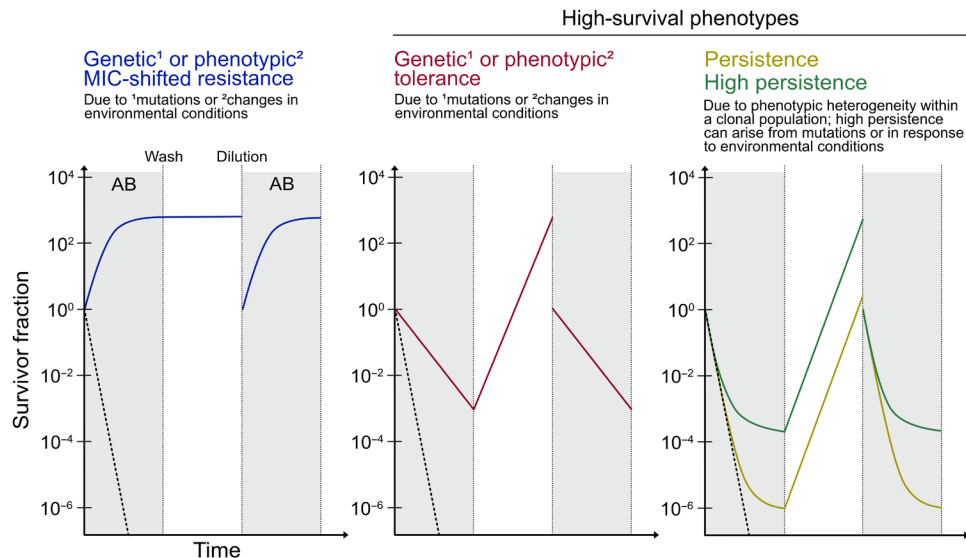 High-survival phenotypes
Genetic¹ or phenotypic²
MIC-shifted resistance
Due to ¹mutations or ²changes in
environmental conditions
Genetic¹ or phenotypic²
tolerance
Due to ¹mutations or ²changes in
environmental conditions
Persistence
High persistence
Due to phenotypic heterogeneity within
a clonal population; high persistence
can arise from mutations or in response
to environmental conditions
Wash
Dilution
AB
AB
Survivor fraction
10⁴
10²
10⁰
10⁻²
10⁻⁴
10⁻⁶
Time
10⁴
10²
10⁰
10⁻²
10⁻⁴
10⁻⁶
10⁴
10²
10⁰
10⁻²
10⁻⁴
10⁻⁶